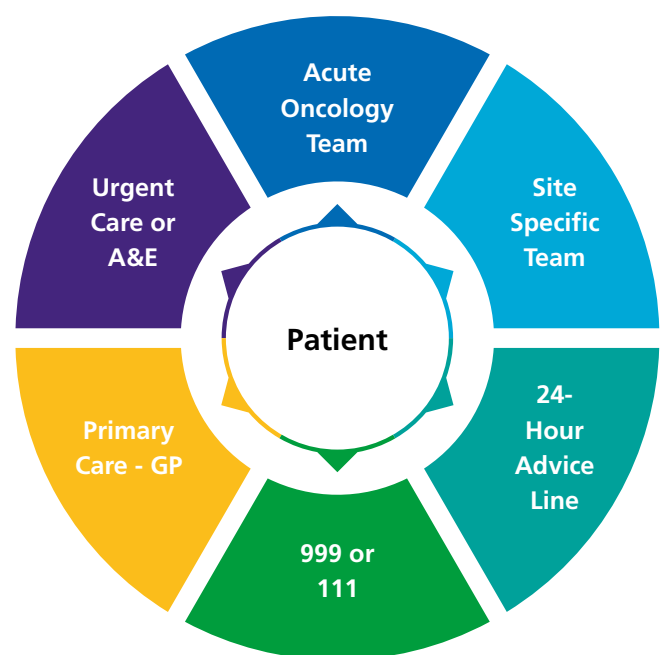 Acute
Oncology
Team
Site
Specific
Team
24-
Hour
Advice
Line
999 or
111
Primary
Care - GP
Urgent
Care or
A&E
Patient